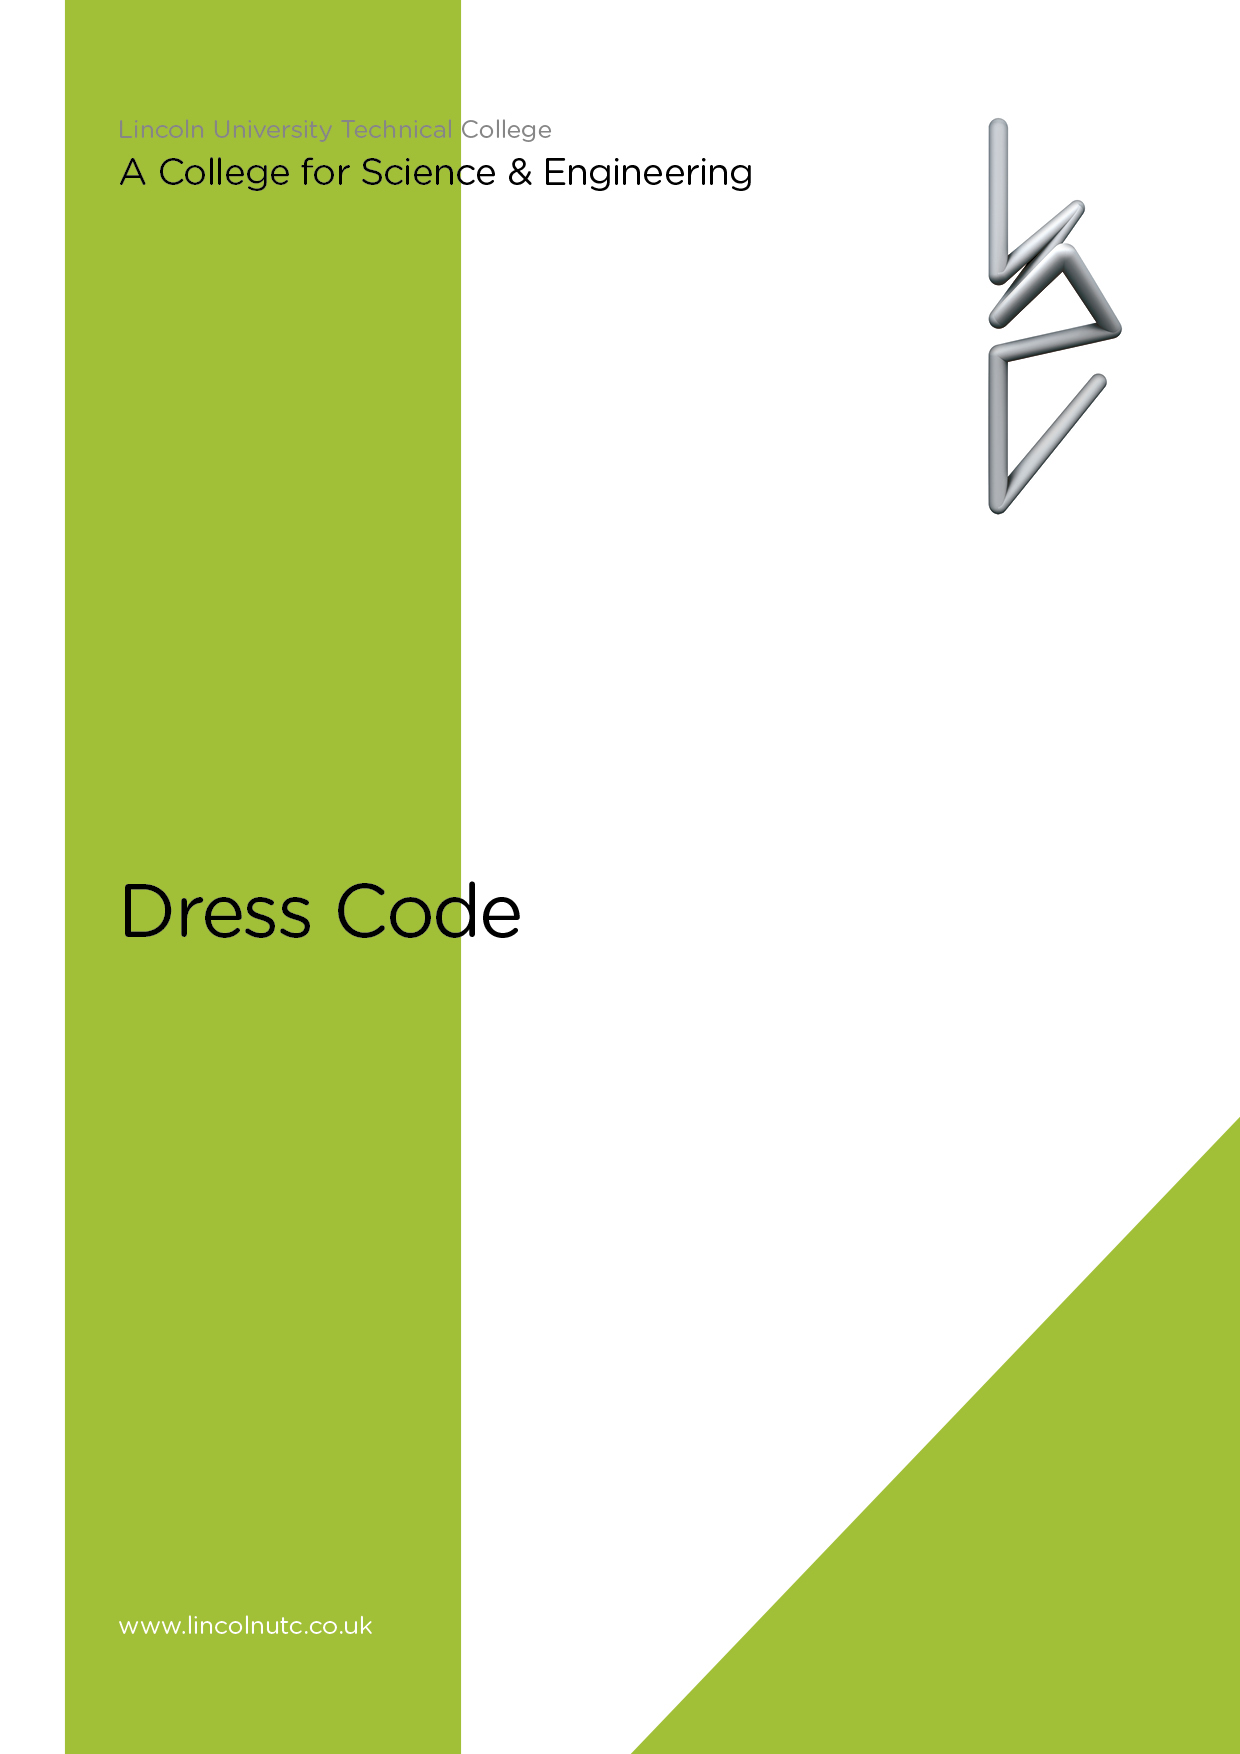 Lincoln University Technical College
A College for Science & Engineering
Dress Code
www.lincolnutc.co.uk